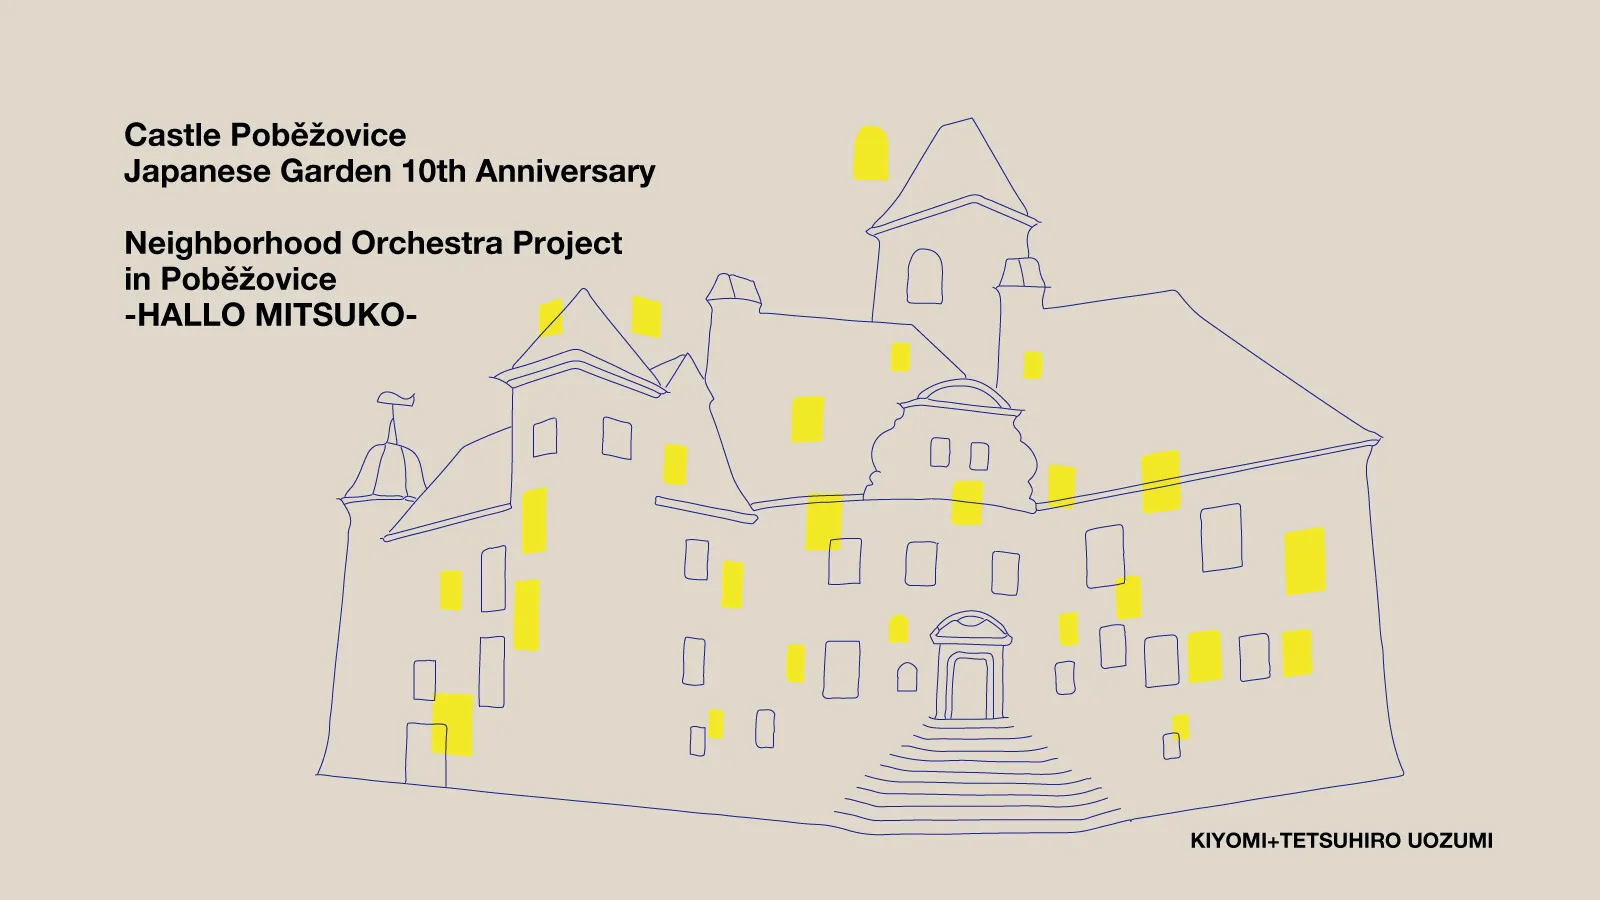 Castle Poběžovice
Japanese Garden 10th Anniversary
Neighborhood Orchestra Project
in Poběžovice
-HALLO MITSUKO-
KIYOMI+TETSUHIRO UOZUMI